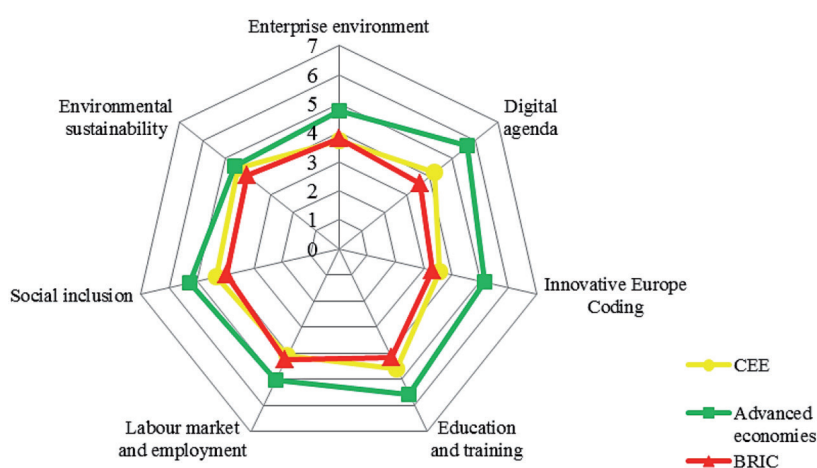 Enterprise environment
7
6
5
4
3
2
1
0
Environmental
sustainability
Digital
agenda
Social inclusion
Innovative Europe
Coding
Labour market
and employment
Education
and training
CEE
Advanced
economies
BRIC